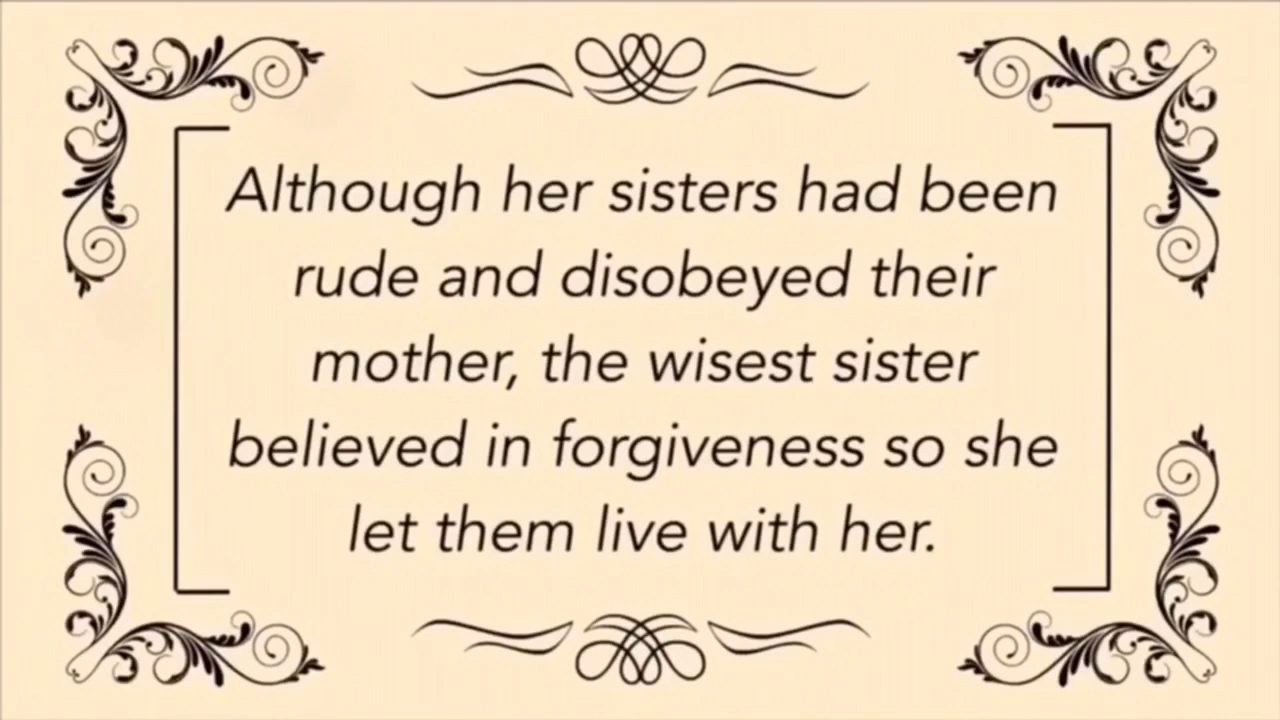 Although her sisters had been
rude and disobeyed their
mother, the wisest sister
believed in forgiveness so she
let them live with her.